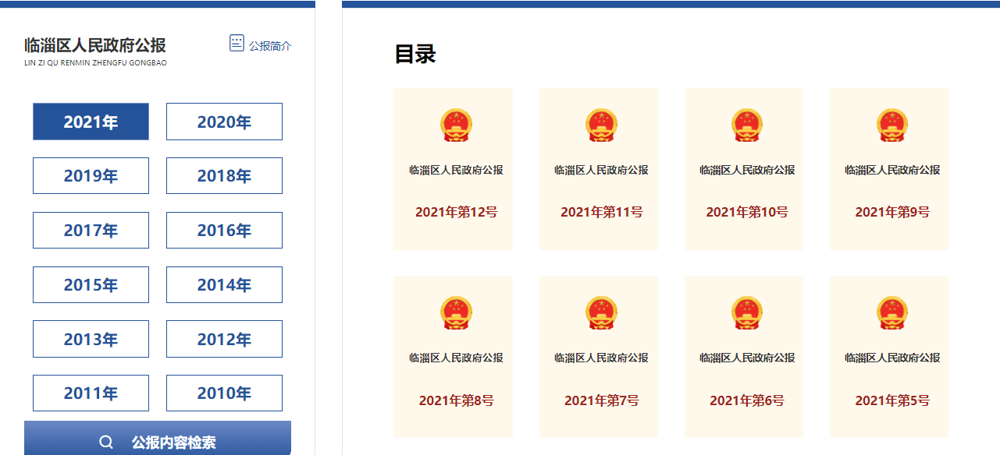 临淄区人民政府公报
LIN ZI QU RENMIN ZHENGFU GONGBAO
公报简介
2021年
2020年
2019年
2018年
2017年
2016年
2015年
2014年
2013年
2012年
2011年
2010年
公报内容检索
目录
临淄区人民政府公报
2021年第12号
临淄区人民政府公报
2021年第11号
临淄区人民政府公报
2021年第10号
临淄区人民政府公报
2021年第9号
临淄区人民政府公报
2021年第8号
临淄区人民政府公报
2021年第7号
临淄区人民政府公报
2021年第6号
临淄区人民政府公报
2021年第5号